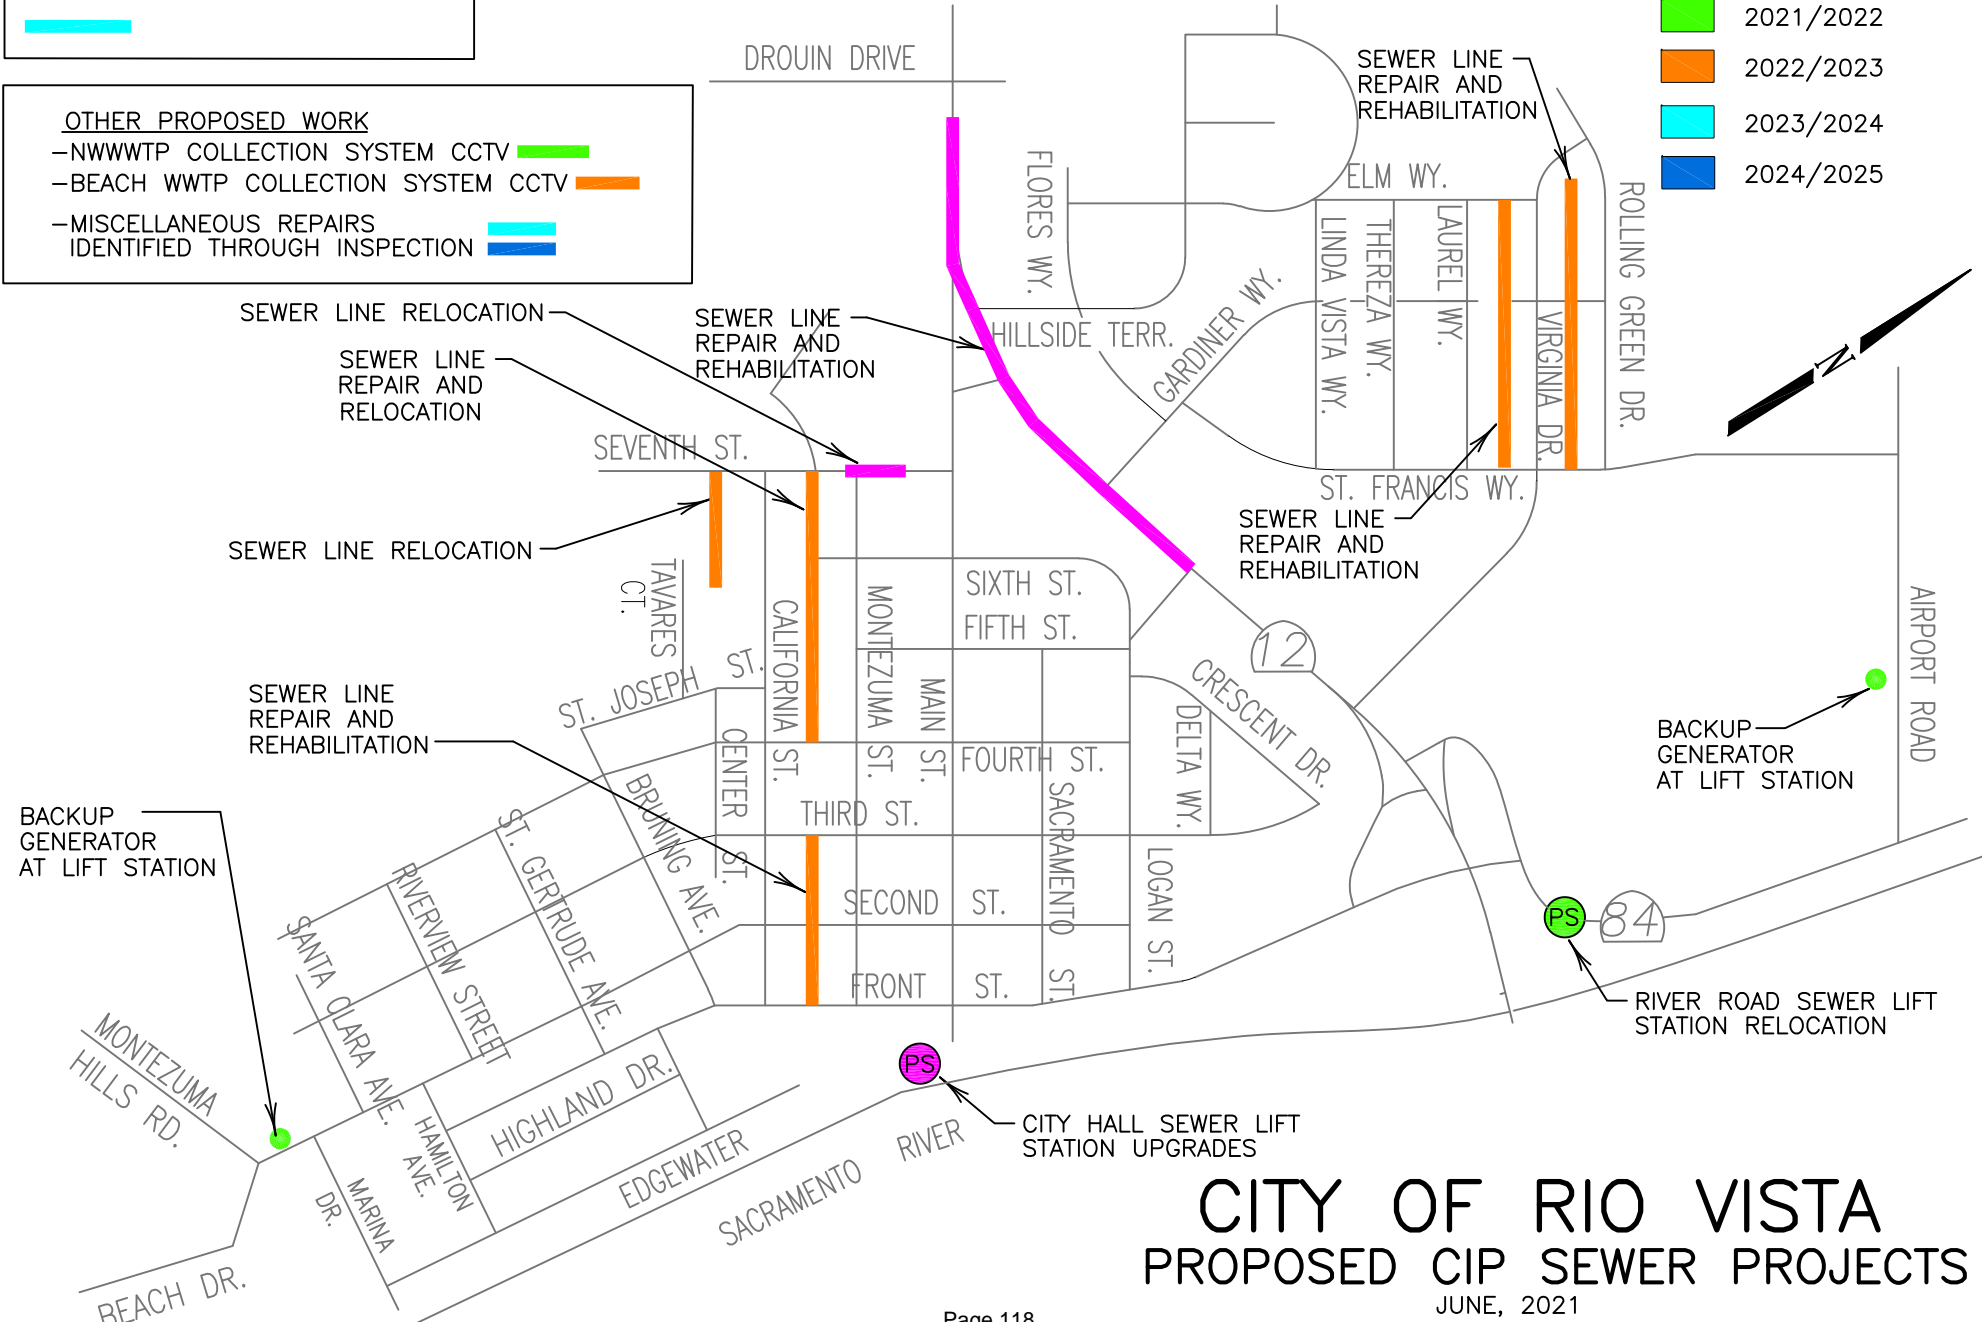 2021/2022
2022/2023
2023/2024
2024/2025
OTHER PROPOSED WORK
-NWWWTP COLLECTION SYSTEM CCTV
-BEACH WWTP COLLECTION SYSTEM CCTV
-MISCELLANEOUS REPAIRS
IDENTIFIED THROUGH INSPECTION
DROUIN DRIVE
SEWER LINE
REPAIR AND
REHABILITATION
FLORES WY.
ELM WY.
LINDA VISTA WY.
THEREZA WY.
LAUREL WY.
VIRGINIA DR.
ROLLING GREEN DR.
SEWER LINE RELOCATION
SEWER LINE
REPAIR AND
RELOCATION
SEWER LINE
REPAIR AND
REHABILITATION
HILLSIDE TERR.
GARDINER WY.
N
SEVENTH ST.
ST. FRANCIS WY.
SEWER LINE
REPAIR AND
REHABILITATION
SEWER LINE RELOCATION
TAVARES
CT.
CALIFORNIA ST.
MONTEZUMA ST.
MAIN ST.
SIXTH ST.
FIFTH ST.
12
CRESCENT DR.
DELTA WY.
AIRPORT ROAD
BACKUP
GENERATOR
AT LIFT STATION
SEWER LINE
REPAIR AND
REHABILITATION
ST. JOSEPH ST.
CENTER ST.
FOURTH ST.
THIRD ST.
SACRAMENTO ST.
LOGAN ST.
SECOND ST.
FRONT ST.
BRUNING AVE.
ST. GERTRUDE AVE.
RIVERVIEW STREET
SANTA CLARA AVE.
BACKUP
GENERATOR
AT LIFT STATION
PS
84
RIVER ROAD SEWER LIFT
STATION RELOCATION
MONTEZUMA
HILLS RD.
HIGHLAND DR.
HAMILTON
AVE.
MARINA
DR.
BEACH DR.
EDGEWATER
SACRAMENTO RIVER
PS
CITY HALL SEWER LIFT
STATION UPGRADES
CITY OF RIO VISTA
PROPOSED CIP SEWER PROJECTS
JUNE, 2021
Page 118